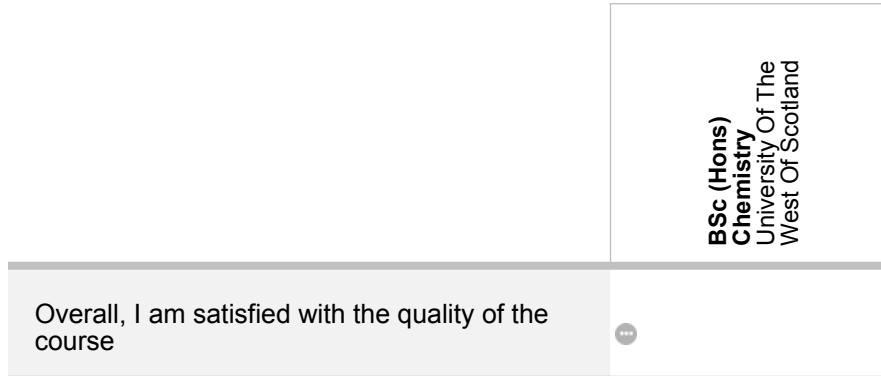 BSc (Hons)
Chemistry
University Of The
West Of Scotland
Overall, I am satisfied with the quality of the
course